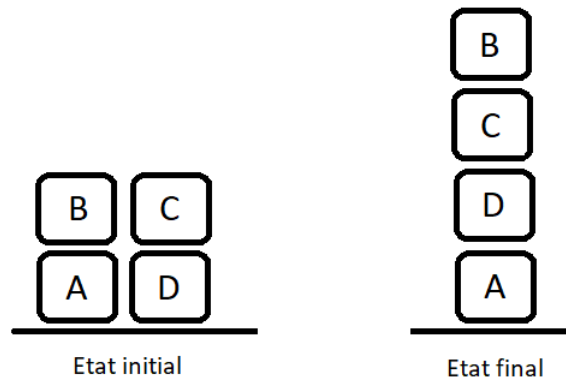 B C
A D
Etat initial
B
C
D
A
Etat final